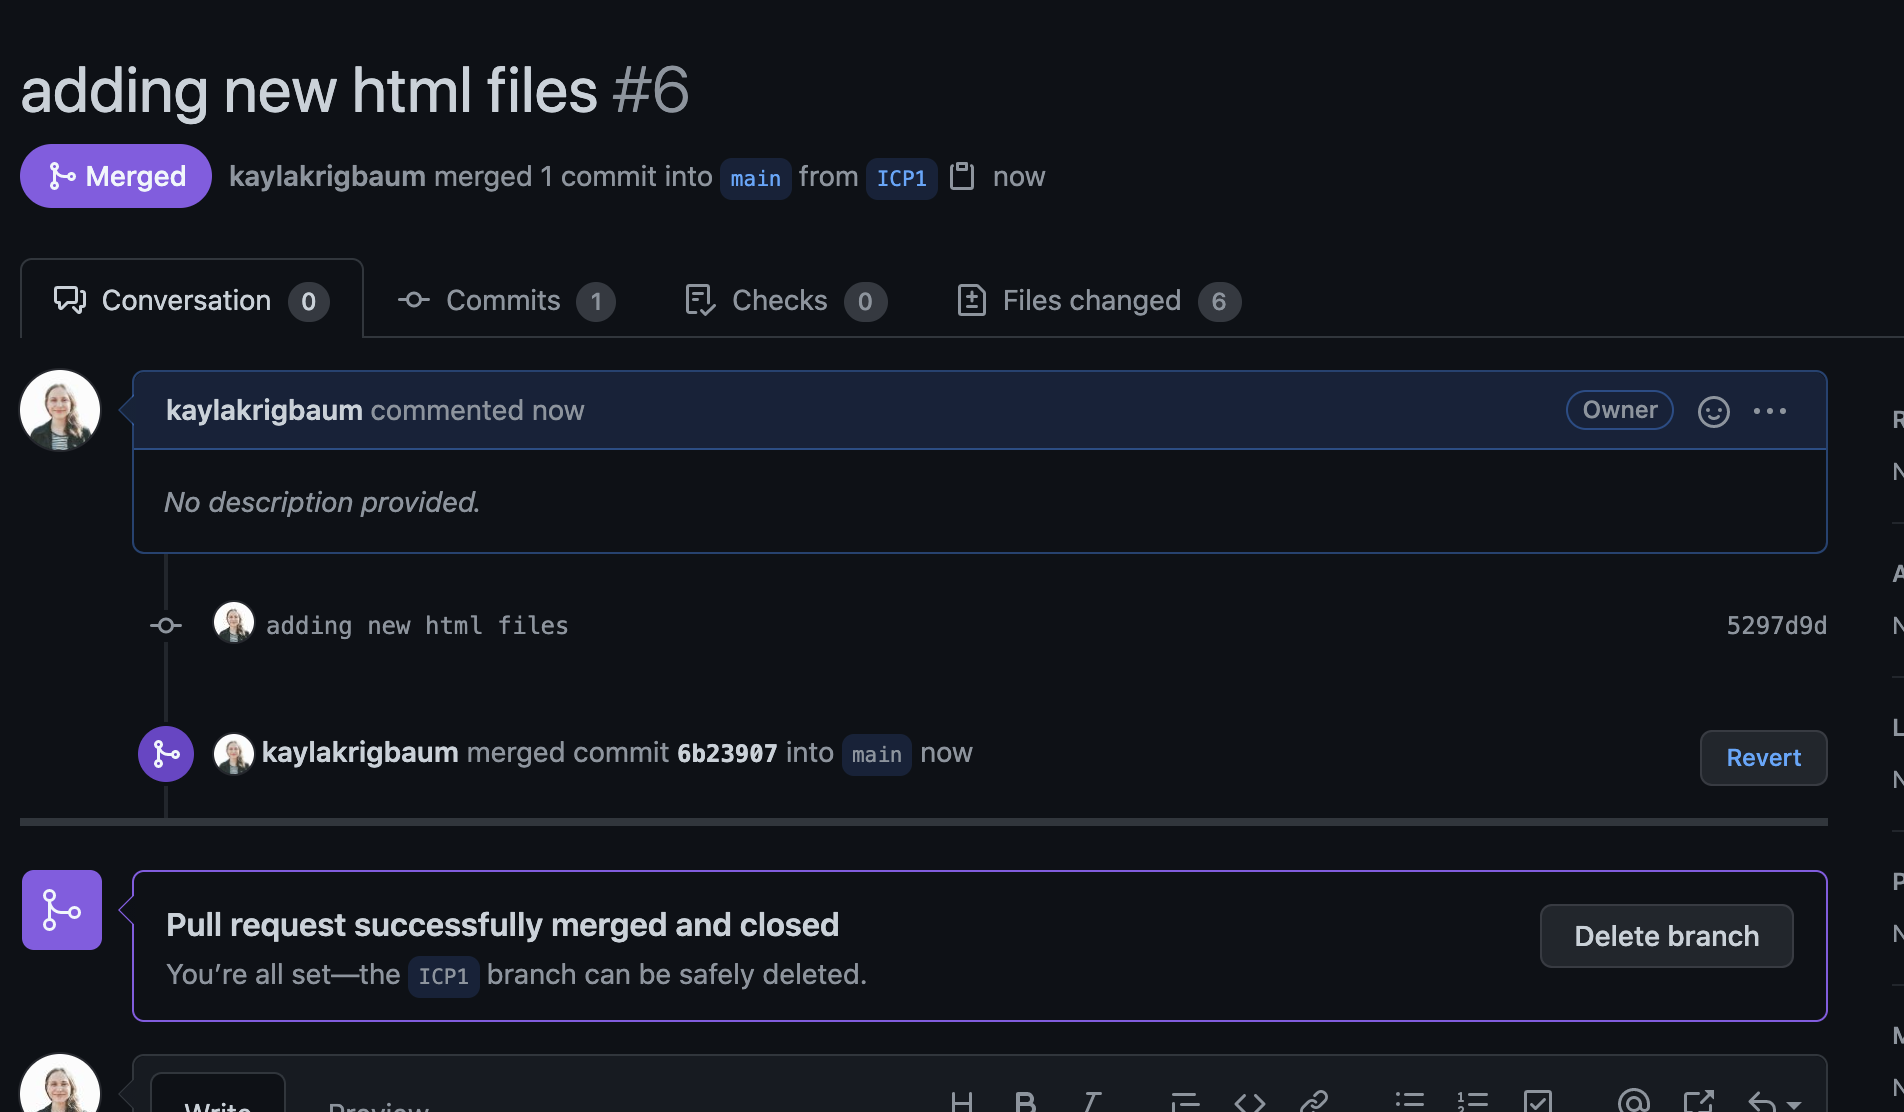 adding new html files #6
Merged kaylakrigbaum merged 1 commit into main from ICP1 now
Conversation 0 Commits 1 Checks 0 Files changed 6
kaylakrigbaum commented now Owner
No description provided.
adding new html files 5297d9d
kaylakrigbaum merged commit 6b23907 into main now Revert
Pull request successfully merged and closed
You're all set—the ICP1 branch can be safely deleted. Delete branch
Write Preview